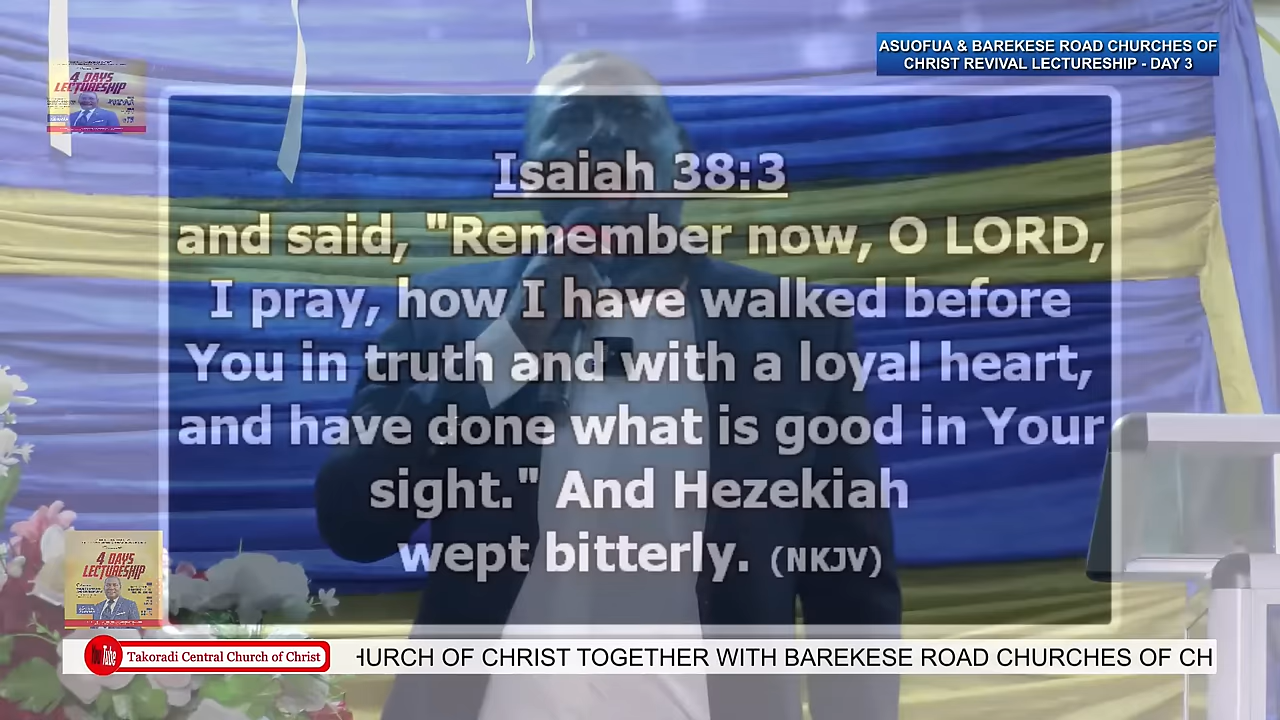 ASUOFUA & BAREKESE ROAD CHURCHES OF
CHRIST REVIVAL LECTURESHIP - DAY 3
4 DAYS
LECTURESHIP
Isaiah 38:3
and said, "Remember now, O LORD,
I pray, how I have walked before
You in truth and with a loyal heart,
and have done what is good in Your
sight." And Hezekiah
wept bitterly. (NKJV)
4 DAYS
LECTURESHIP
YouTube Takoradi Central Church of Christ
HURCH OF CHRIST TOGETHER WITH BAREKESE ROAD CHURCHES OF CH